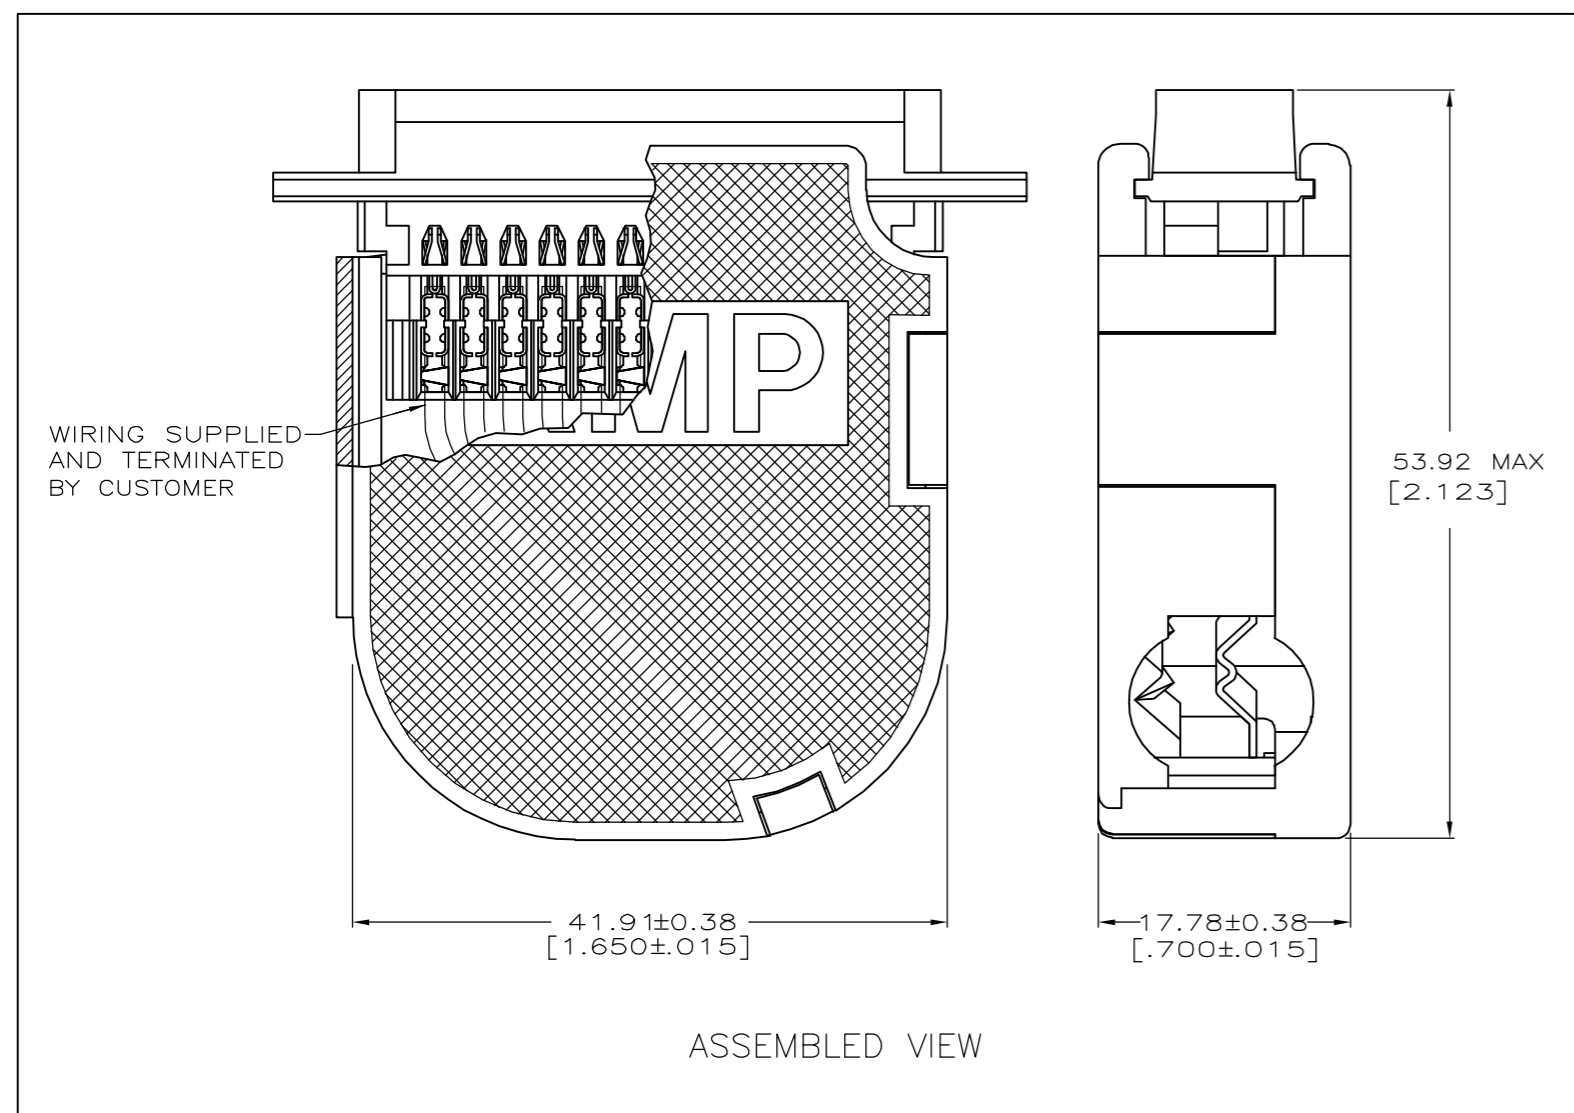 MP
WIRING SUPPLIED
AND TERMINATED
BY CUSTOMER
53.92 MAX
[2.123]
41.91±0.38
[1.650±.015]
17.78±0.38
[.700±.015]
ASSEMBLED VIEW